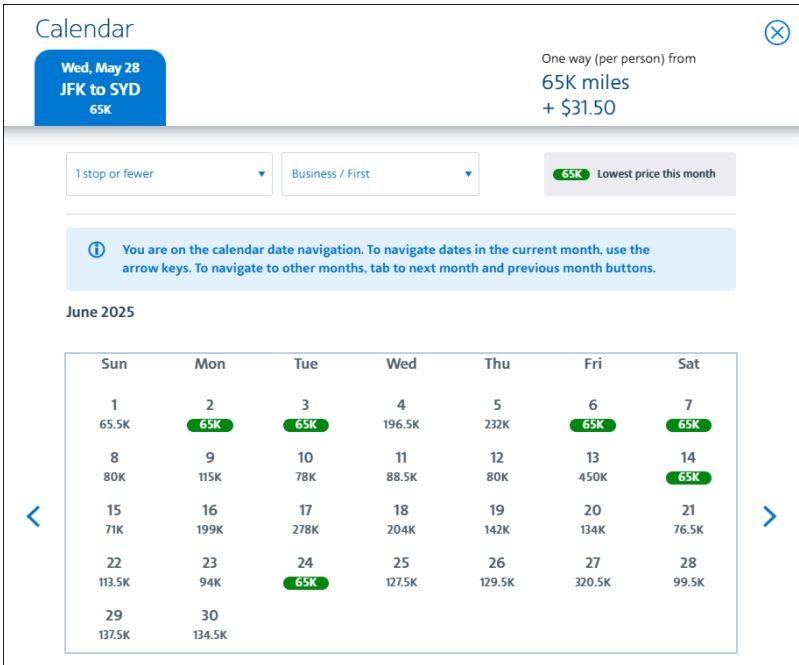 Calendar
Wed, May 28
JFK to SYD
65K
One way (per person) from
65K miles
+ $31.50
1 stop or fewer
Business / First
65K Lowest price this month
You are on the calendar date navigation. To navigate dates in the current month, use the
arrow keys. To navigate to other months, tab to next month and previous month buttons.
June 2025
Sun Mon Tue Wed Thu Fri Sat
1 2 3 4 5 6 7
65.5K 65K 65K 196.5K 232K 65K 65K
8 9 10 11 12 13 14
80K 115K 78K 88.5K 80K 450K 65K
15 16 17 18 19 20 21
71K 199K 278K 204K 142K 134K 76.5K
22 23 24 25 26 27 28
113.5K 94K 65K 127.5K 129.5K 320.5K 99.5K
29 30
137.5K 134.5K